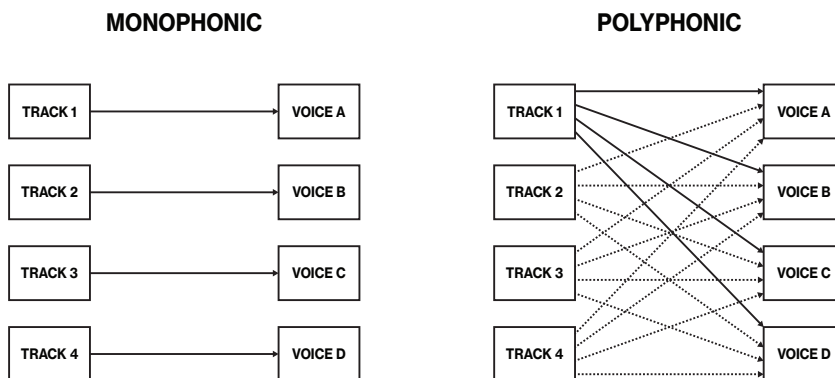 MONOPHONIC
TRACK 1
VOICE A
TRACK 2
VOICE B
TRACK 3
VOICE C
TRACK 4
VOICE D
POLYPHONIC
TRACK 1
VOICE A
TRACK 2
VOICE B
TRACK 3
VOICE C
TRACK 4
VOICE D